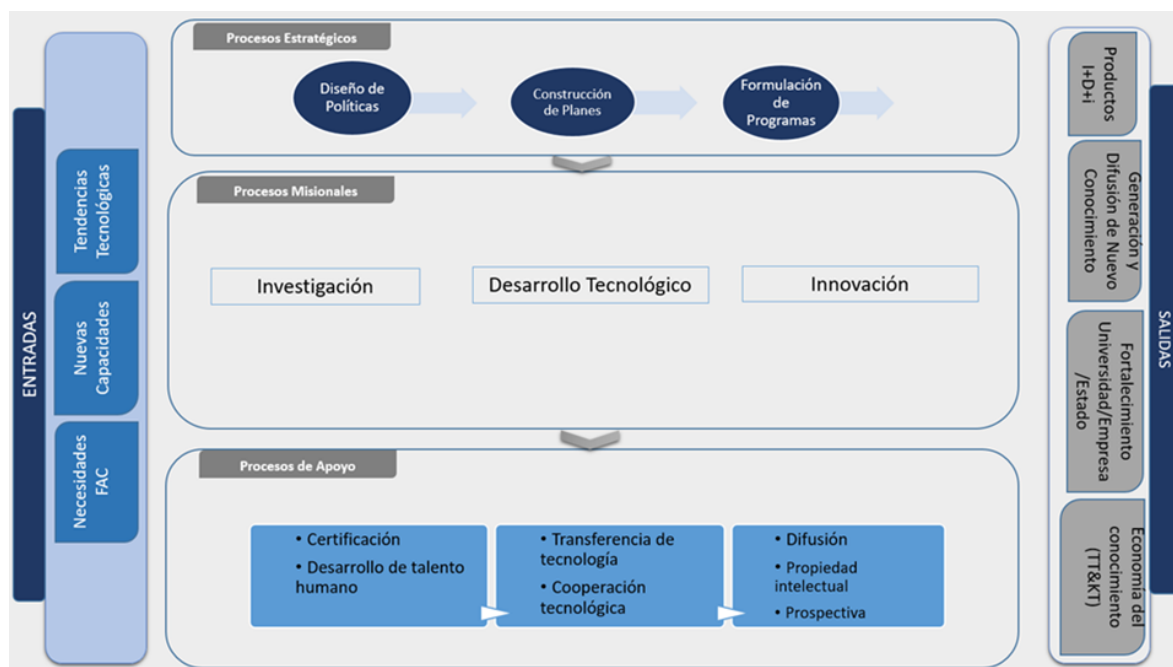 ENTRADAS
Tendencias
Tecnológicas
Nuevas
Capacidades
Necesidades
FAC
Procesos Estratégicos
Diseño de
Políticas
Construcción
de Planes
Formulación
de
Programas
Procesos Misionales
Investigación
Desarrollo Tecnológico
Innovación
Procesos de Apoyo
• Certificación
• Desarrollo de talento
humano
• Transferencia de
tecnología
• Cooperación
tecnológica
• Difusión
• Propiedad
intelectual
• Prospectiva
Productos
I+D+i
Generación y
Difusión de Nuevo
Conocimiento
Fortalecimiento
Universidad/Empresa
/Estado
Economía del
conocimiento
(TT&KT)
SALIDAS